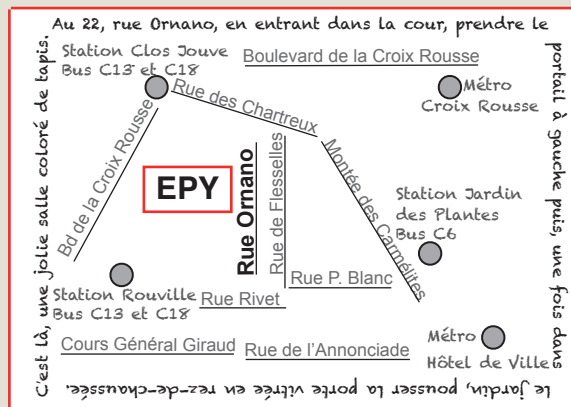 Au 22, rue Ornano, en entrant dans la cour, prendre le
portail à gauche puis, une fois dans
le jardin, pousser la porte vitrée en rez-de-chaussée.
C'est là, une jolie salle coloré de tapis.
Station Clos Jouve
Bus C13 et C18
Boulevard de la Croix Rousse
Métro
Croix Rousse
Rue des Chartreux
Bd de la Croix Rousse
EPY
Rue Ornano
Rue de Flesselles
Montée des Carmélites
Station Jardin
des Plantes
Bus C6
Rue P. Blanc
Station Rouville
Bus C13 et C18
Rue Rivet
Cours Général Giraud
Rue de l'Annonciade
Métro
Hôtel de Ville